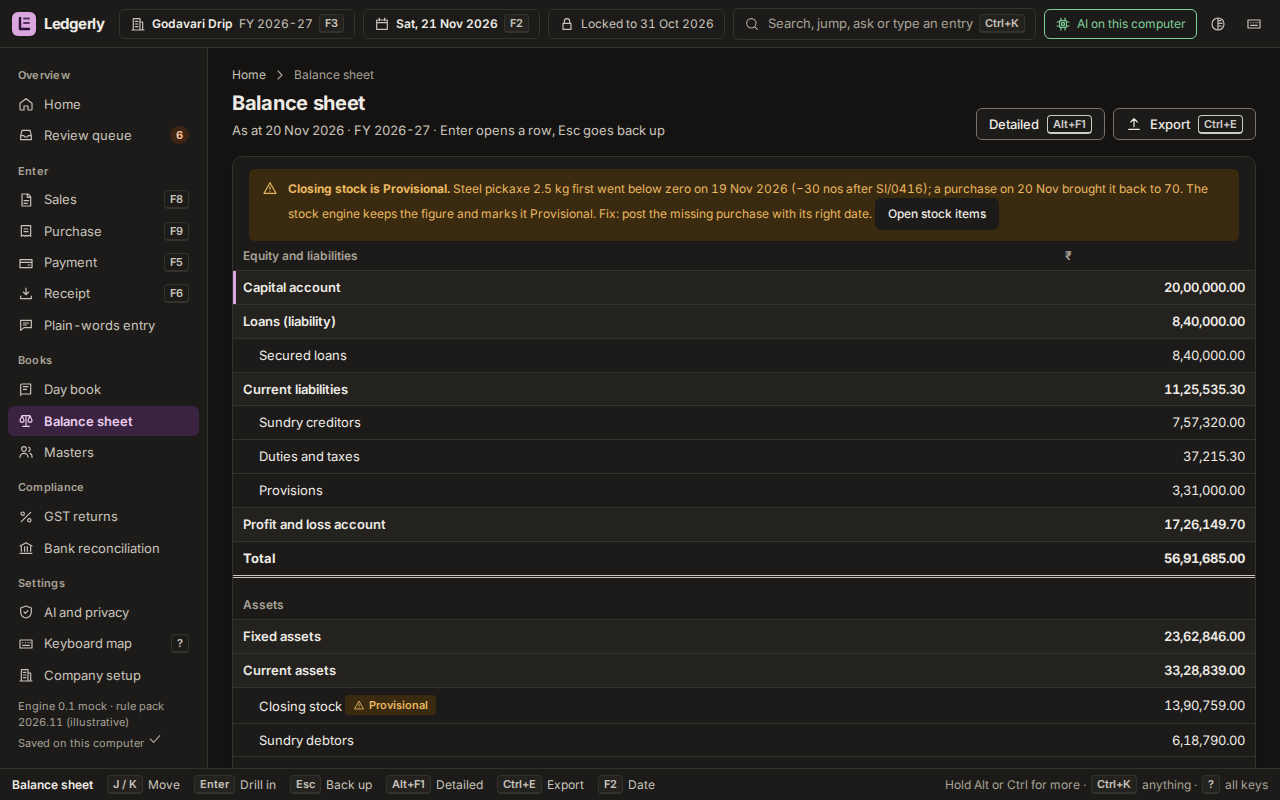 Ledgerly
Godavari Drip FY 2026-27 F3
Sat, 21 Nov 2026 F2
Locked to 31 Oct 2026
Search, jump, ask or type an entry Ctrl+K
AI on this computer
Overview
Home
Review queue 6
Enter
Sales F8
Purchase F9
Payment F5
Receipt F6
Plain-words entry
Books
Day book
Balance sheet
Masters
Compliance
GST returns
Bank reconciliation
Settings
AI and privacy
Keyboard map ?
Company setup
Engine 0.1 mock · rule pack
2026.11 (illustrative)
Saved on this computer
Home > Balance sheet
Balance sheet
As at 20 Nov 2026 · FY 2026-27 · Enter opens a row, Esc goes back up
Detailed Alt+F1
Export Ctrl+E
Closing stock is Provisional. Steel pickaxe 2.5 kg first went below zero on 19 Nov 2026 (−30 nos after SI/0416); a purchase on 20 Nov brought it back to 70. The
stock engine keeps the figure and marks it Provisional. Fix: post the missing purchase with its right date. Open stock items
Equity and liabilities ₹
Capital account 20,00,000.00
Loans (liability) 8,40,000.00
Secured loans 8,40,000.00
Current liabilities 11,25,535.30
Sundry creditors 7,57,320.00
Duties and taxes 37,215.30
Provisions 3,31,000.00
Profit and loss account 17,26,149.70
Total 56,91,685.00
Assets
Fixed assets 23,62,846.00
Current assets 33,28,839.00
Closing stock Provisional 13,90,759.00
Sundry debtors 6,18,790.00
Balance sheet J / K Move Enter Drill in Esc Back up Alt+F1 Detailed Ctrl+E Export F2 Date
Hold Alt or Ctrl for more · Ctrl+K anything · ? all keys